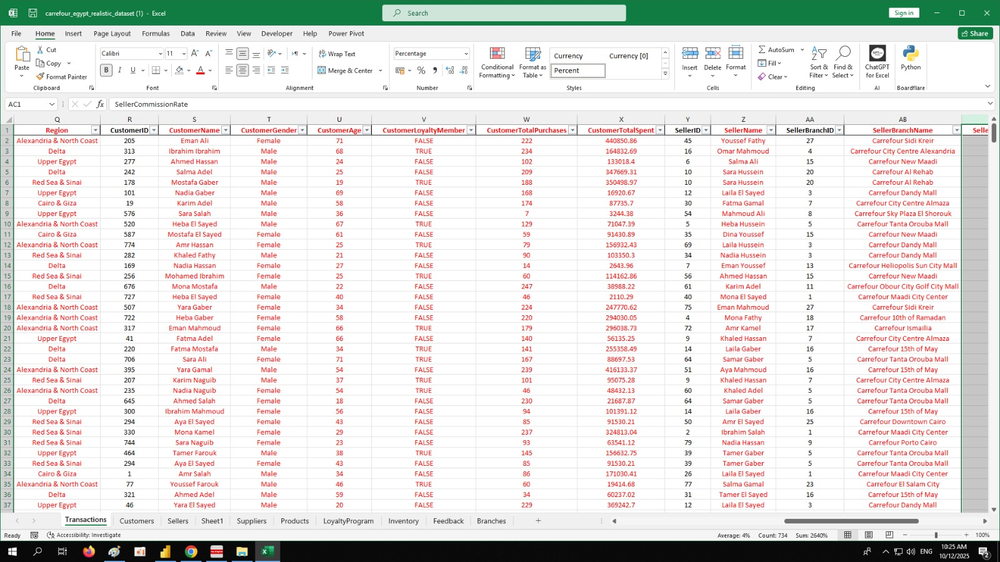 carrefour_egypt_realistic_dataset (1) - Excel
Search
Sign in
File Home Insert Page Layout Formulas Data Review View Developer Help Power Pivot
Share
Paste
Cut
Copy
Format Painter
Clipboard
Calibri 11
B I U
Font
Wrap Text
Merge & Center
Alignment
Percentage
Number
Conditional Formatting
Format as Table
Currency Currency [0]
Percent
Styles
Insert Delete Format
Cells
AutoSum
Fill
Clear
Sort & Filter
Find & Select
Editing
ChatGPT for Excel
AI
Python
Boardflare
AC1 fx SellerCommissionRate
Q R S T U V W X Y Z AA AB
1 Region CustomerID CustomerName CustomerGender CustomerAge CustomerLoyaltyMember CustomerTotalPurchases CustomerTotalSpent SellerID SellerName SellerBranchID SellerBranchName Selle
2 Alexandria & North Coast 205 Eman Ali Female 71 FALSE 222 440850.86 45 Youssef Fathy 27 Carrefour Sidi Kreir
3 Delta 313 Ibrahim Ibrahim Male 68 TRUE 234 164832.69 16 Omar Mahmoud 4 Carrefour City Centre Alexandria
4 Upper Egypt 277 Ahmed Hassan Male 24 FALSE 102 133018.4 6 Salma Ali 15 Carrefour New Maadi
5 Delta 242 Salma Adel Male 25 FALSE 209 347669.31 10 Sara Hussein 20 Carrefour Al Rehab
6 Red Sea & Sinai 178 Mostafa Gaber Male 19 TRUE 188 350498.97 10 Sara Hussein 20 Carrefour Al Rehab
7 Upper Egypt 101 Nadia Gaber Male 69 FALSE 168 16920.67 12 Laila El Sayed 3 Carrefour Dandy Mall
8 Cairo & Giza 19 Karim Adel Male 58 FALSE 174 87735.7 30 Fatma Gamal 7 Carrefour City Centre Almaza
9 Upper Egypt 576 Sara Salah Male 36 FALSE 7 3244.38 54 Mahmoud Ali 8 Carrefour Sky Plaza El Shorouk
10 Alexandria & North Coast 520 Heba El Sayed Male 67 TRUE 129 71047.39 5 Heba Hussein 5 Carrefour Tanta Orouba Mall
11 Cairo & Giza 587 Mostafa El Sayed Female 61 FALSE 59 91430.89 35 Dina Youssef 15 Carrefour New Maadi
12 Alexandria & North Coast 774 Amr Hassan Female 25 TRUE 79 156932.43 69 Laila Hussein 3 Carrefour Dandy Mall
13 Red Sea & Sinai 282 Khaled Fathy Male 21 FALSE 90 103350.3 34 Nadia Hussein 3 Carrefour Dandy Mall
14 Delta 169 Nadia Hassan Female 27 FALSE 14 2643.96 7 Eman Youssef 13 Carrefour Heliopolis Sun City Mall
15 Red Sea & Sinai 256 Mohamed Ibrahim Female 25 TRUE 60 114162.86 56 Ahmed Hassan 15 Carrefour New Maadi
16 Delta 676 Mona Mostafa Male 22 FALSE 247 38988.22 61 Karim Adel 11 Carrefour Obour City Golf City Mall
17 Red Sea & Sinai 727 Heba El Sayed Female 40 FALSE 46 2110.29 40 Mona El Sayed 1 Carrefour Maadi City Center
18 Alexandria & North Coast 507 Yara Gaber Female 34 FALSE 224 247770.62 75 Eman Mahmoud 27 Carrefour Sidi Kreir
19 Alexandria & North Coast 722 Heba Gaber Female 58 FALSE 220 294030.05 4 Mona Fathy 18 Carrefour 10th of Ramadan
20 Alexandria & North Coast 317 Eman Mahmoud Female 66 TRUE 179 296038.73 72 Amr Kamel 17 Carrefour Ismailia
21 Upper Egypt 41 Fatma Adel Female 66 FALSE 140 56135.25 9 Khaled Hassan 7 Carrefour City Centre Almaza
22 Delta 220 Fatma Mostafa Male 34 TRUE 141 255358.49 14 Laila Gaber 16 Carrefour 15th of May
23 Delta 706 Sara Ali Female 71 TRUE 167 88697.53 64 Samar Gaber 5 Carrefour Tanta Orouba Mall
24 Alexandria & North Coast 395 Yara Gamal Male 54 TRUE 239 416133.37 51 Aya Mahmoud 16 Carrefour 15th of May
25 Red Sea & Sinai 207 Karim Naguib Male 37 TRUE 101 95075.28 9 Khaled Hassan 7 Carrefour City Centre Almaza
26 Alexandria & North Coast 235 Nadia Naguib Female 54 TRUE 46 48432.13 60 Khaled Adel 5 Carrefour Tanta Orouba Mall
27 Delta 645 Ahmed Salah Female 18 FALSE 230 21687.87 64 Samar Gaber 5 Carrefour Tanta Orouba Mall
28 Upper Egypt 300 Ibrahim Mahmoud Female 56 FALSE 94 101391.12 14 Laila Gaber 16 Carrefour 15th of May
29 Red Sea & Sinai 294 Aya El Sayed Female 43 FALSE 85 91530.21 50 Amr El Sayed 25 Carrefour Downtown Cairo
30 Red Sea & Sinai 330 Mona Kamel Female 29 FALSE 237 324813.04 2 Ibrahim Salah 1 Carrefour Maadi City Center
31 Red Sea & Sinai 744 Sara Naguib Female 23 FALSE 93 63541.12 79 Nadia Hassan 9 Carrefour Porto Cairo
32 Upper Egypt 464 Tamer Farouk Male 38 TRUE 145 156632.75 39 Tamer Gaber 5 Carrefour Tanta Orouba Mall
33 Red Sea & Sinai 294 Aya El Sayed Female 43 FALSE 85 91530.21 39 Tamer Gaber 5 Carrefour Tanta Orouba Mall
34 Cairo & Giza 1 Amr Salah Male 34 FALSE 86 171030.41 26 Laila El Sayed 1 Carrefour Maadi City Center
35 Alexandria & North Coast 77 Youssef Farouk Male 46 TRUE 60 19414.68 77 Salma Gamal 23 Carrefour El Salam City
36 Delta 321 Ahmed Adel Male 59 FALSE 34 60237.02 31 Tamer El Sayed 16 Carrefour 15th of May
37 Upper Egypt 46 Yara El Sayed Male 20 FALSE 229 369242.7 12 Laila El Sayed 3 Carrefour Dandy Mall
Transactions Customers Sellers Sheet1 Suppliers Products LoyaltyProgram Inventory Feedback Branches
Ready Accessibility: Investigate Average: 4% Count: 734 Sum: 2640% 100%
ENG 10:25 AM
10/12/2025
2